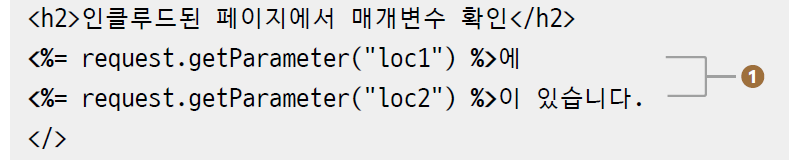 <h2>인클루드된 페이지에서 매개변수 확인</h2>
<%= request.getParameter("loc1") %>에
<%= request.getParameter("loc2") %>이 있습니다.
❶
</>